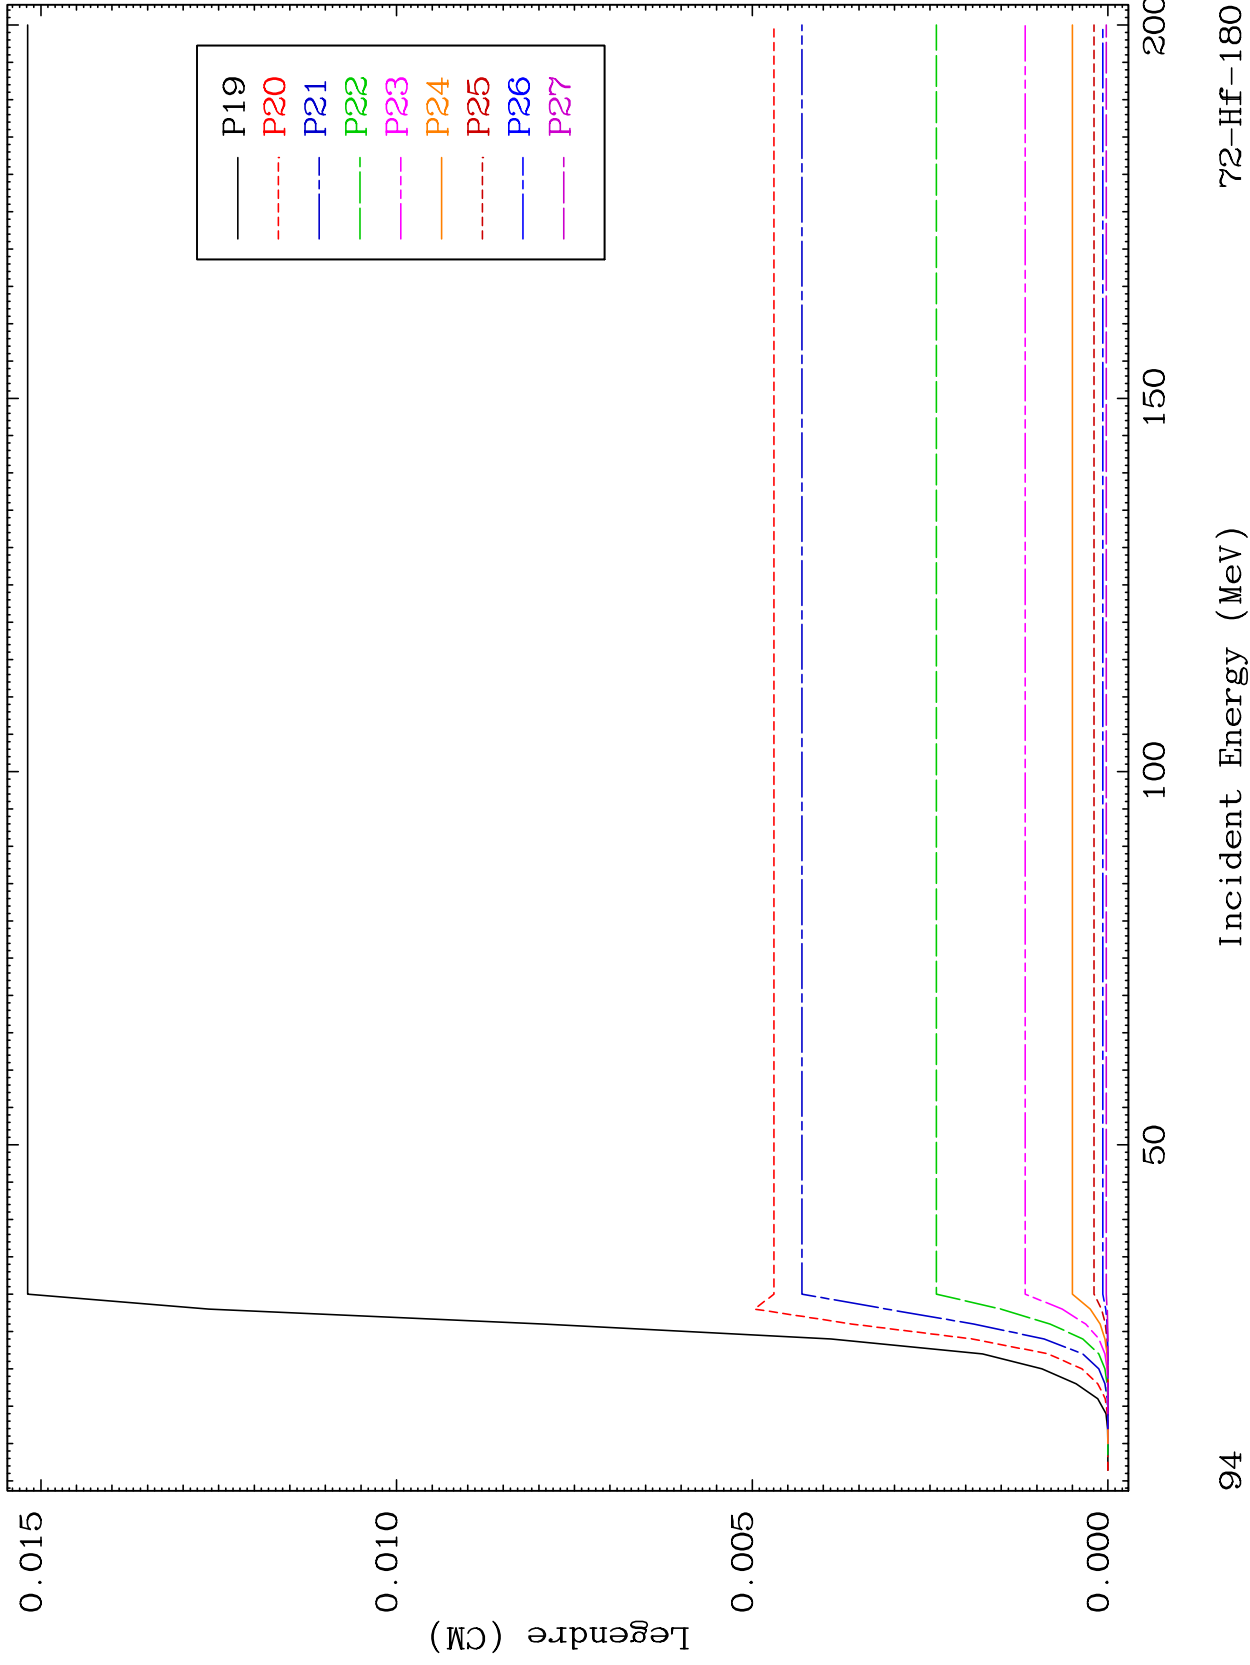 P19
P20
P21
P22
P23
P24
P25
P26
P27
Legendre (CM)
0.015
0.010
0.005
0.000
50
100
150
200
Incident Energy (MeV)
94
72-Hf-180